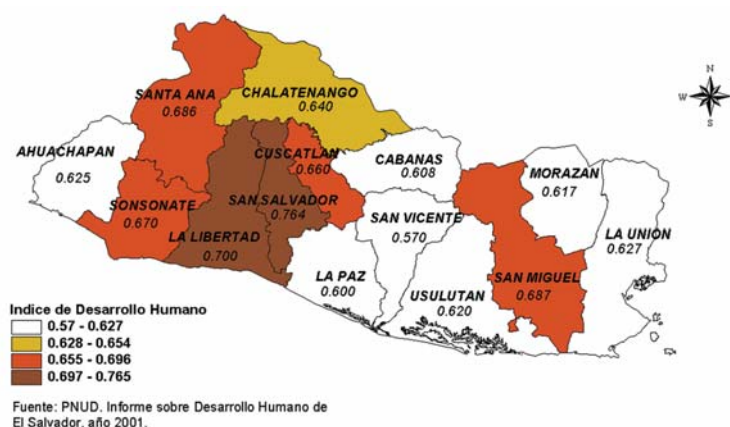 N
W
S
SANTA ANA
0.686
CHALATENANGO
0.640
AHUACHAPAN
0.625
CUSCATLAN
0.660
CABANAS
0.608
MORAZAN
0.617
SONSONATE
0.670
SAN SALVADOR
0.764
SAN VICENTE
0.570
LA UNION
0.627
LA LIBERTAD
0.700
LA PAZ
0.600
USULUTAN
0.620
SAN MIGUEL
0.687
Indice de Desarrollo Humano
0.57 - 0.627
0.628 - 0.654
0.655 - 0.696
0.697 - 0.765
Fuente: PNUD. Informe sobre Desarrollo Humano de
El Salvador, año 2001.